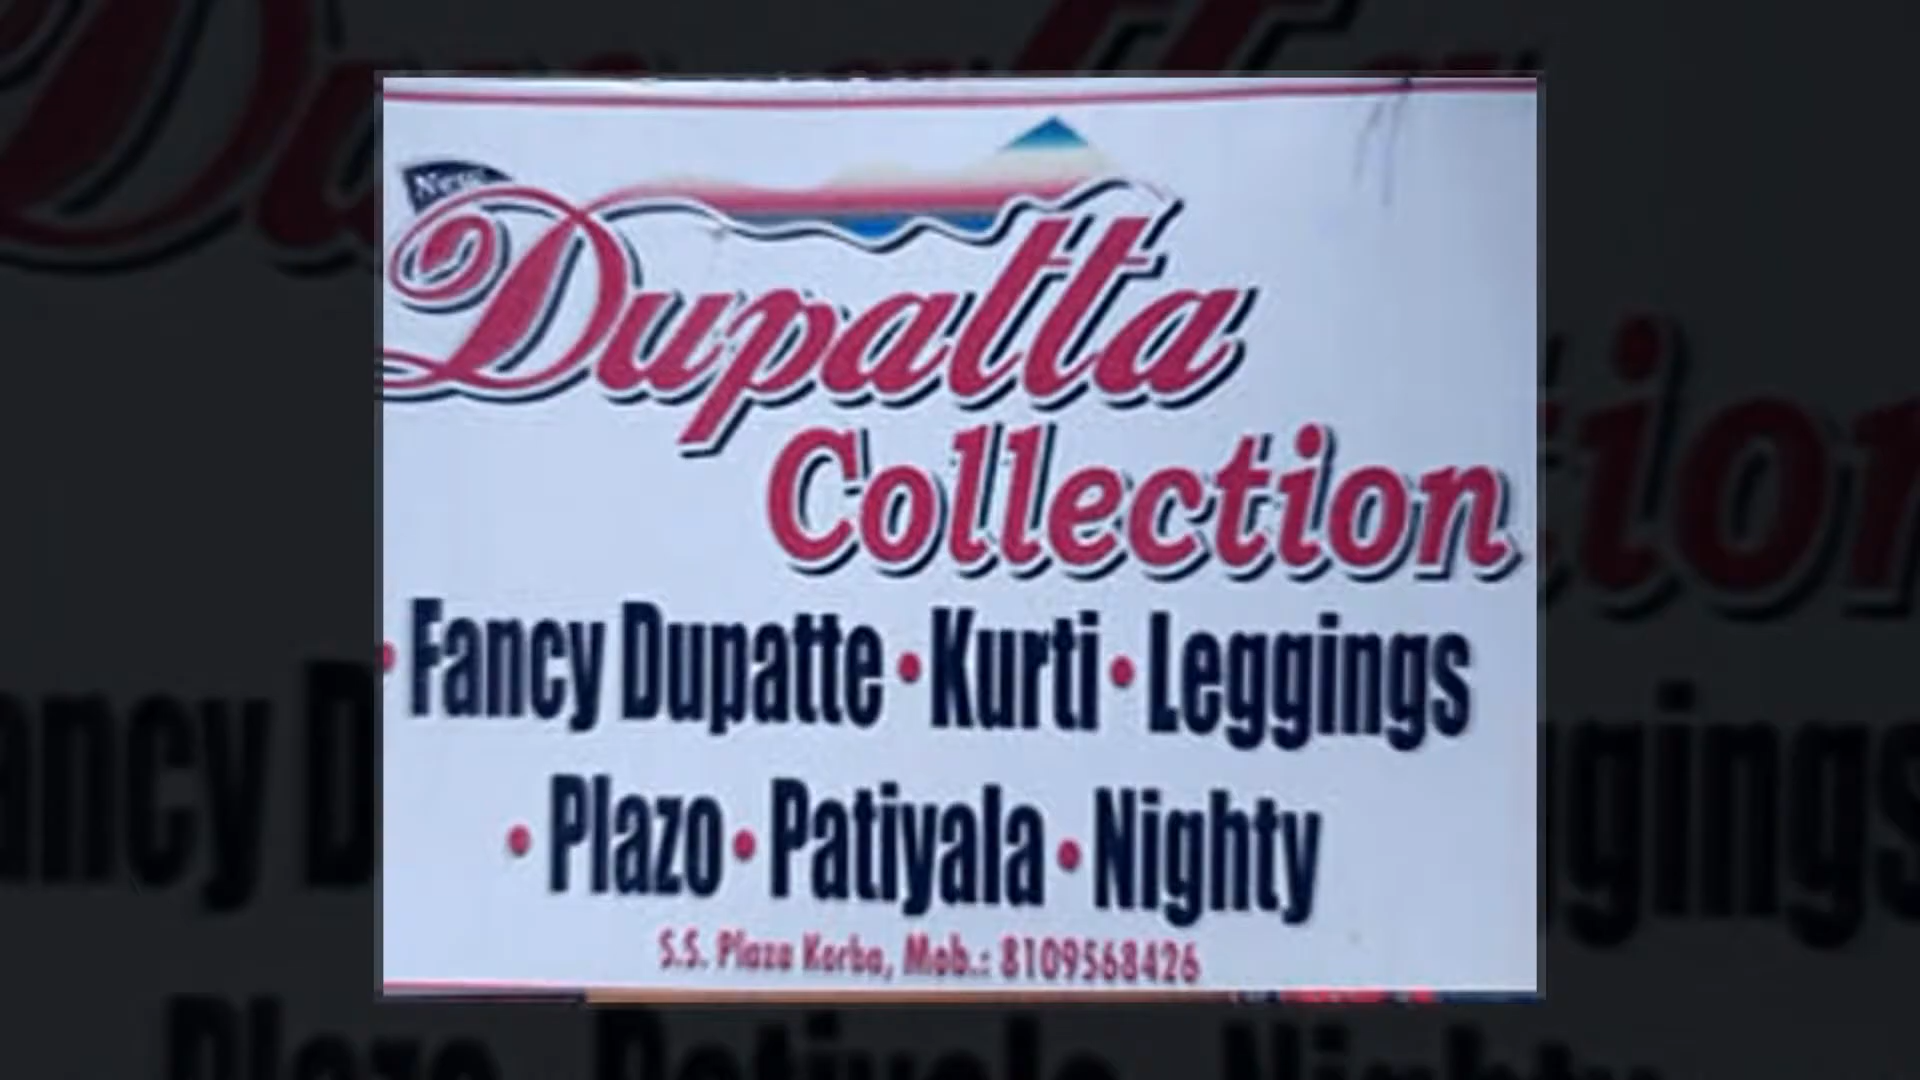 New
Dupatta
Collection
• Fancy Dupatte • Kurti • Leggings
• Plazo • Patiyala • Nighty
S.S. Plaza Korba, Mob.: 8109568426